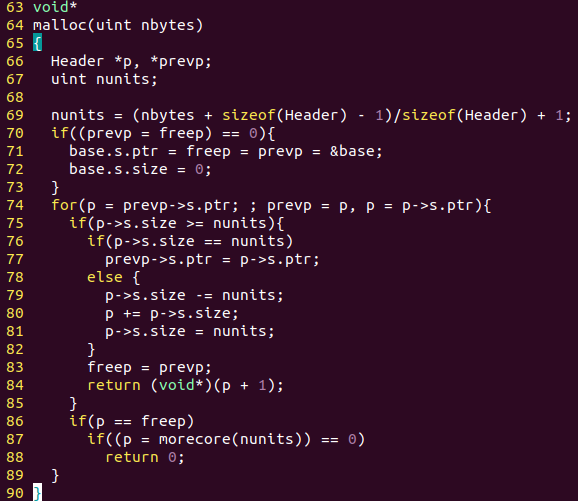 63 void*
64 malloc(uint nbytes)
65 {
66   Header *p, *prevp;
67   uint nunits;
68
69   nunits = (nbytes + sizeof(Header) - 1)/sizeof(Header) + 1;
70   if((prevp = freep) == 0){
71     base.s.ptr = freep = prevp = &base;
72     base.s.size = 0;
73   }
74   for(p = prevp->s.ptr; ; prevp = p, p = p->s.ptr){
75     if(p->s.size >= nunits){
76       if(p->s.size == nunits)
77         prevp->s.ptr = p->s.ptr;
78       else {
79         p->s.size -= nunits;
80         p += p->s.size;
81         p->s.size = nunits;
82       }
83       freep = prevp;
84       return (void*)(p + 1);
85     }
86     if(p == freep)
87       if((p = morecore(nunits)) == 0)
88         return 0;
89   }
90 }